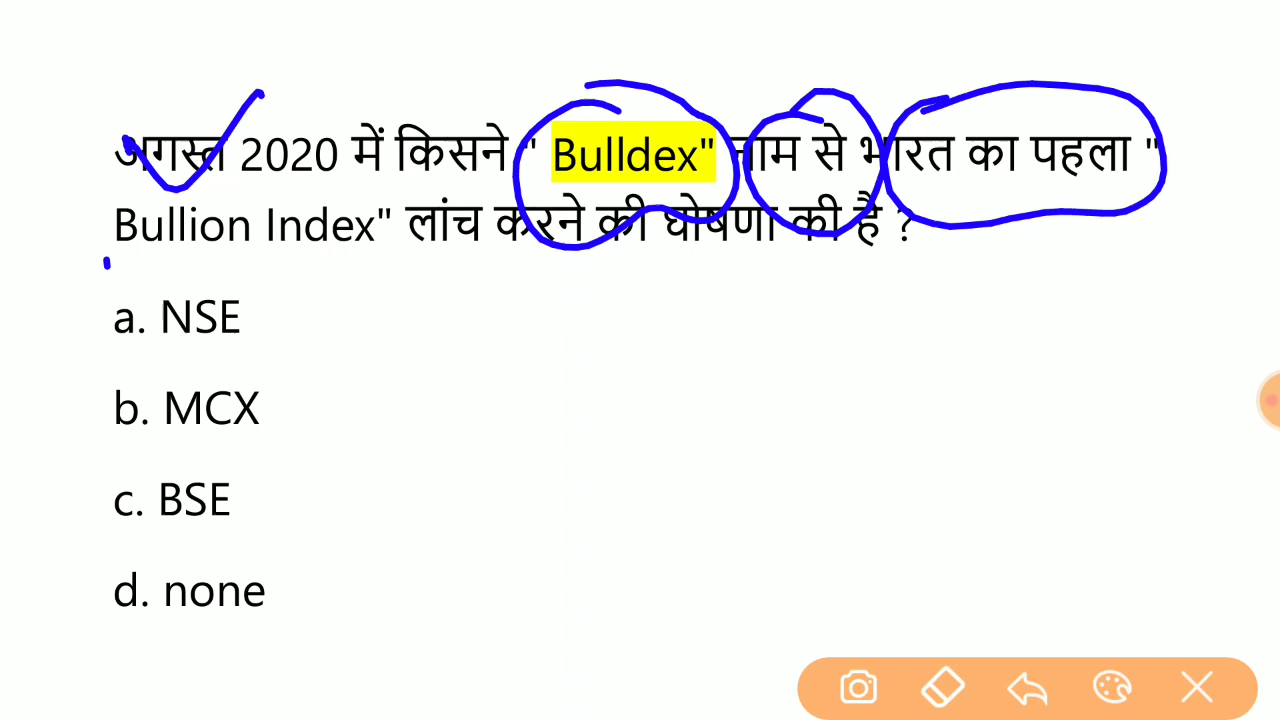 अगस्त 2020 में किसने " Bulldex" नाम से भारत का पहला "
Bullion Index" लांच करने की घोषणा की है ?
a. NSE
b. MCX
c. BSE
d. none